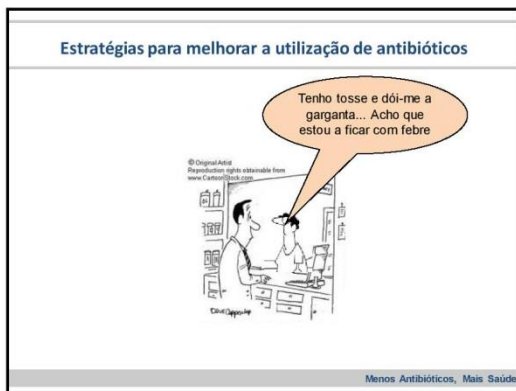 Estratégias para melhorar a utilização de antibióticos
Tenho tosse e dói-me a
garganta... Acho que
estou a ficar com febre
© Original Artist
Reproduction rights obtainable from
www.CartoonStock.com
Menos Antibióticos, Mais Saúde